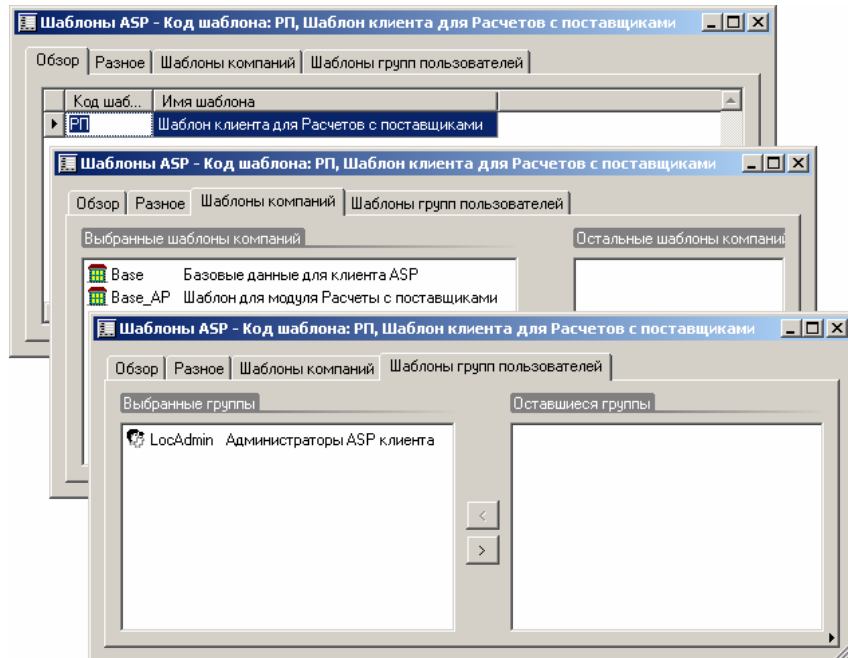 Шаблоны ASP - Код шаблона: РП, Шаблон клиента для Расчетов с поставщиками
Обзор Разное Шаблоны компаний Шаблоны групп пользователей
Код шаб... Имя шаблона
РП Шаблон клиента для Расчетов с поставщиками
Шаблоны ASP - Код шаблона: РП, Шаблон клиента для Расчетов с поставщиками
Обзор Разное Шаблоны компаний Шаблоны групп пользователей
Выбранные шаблоны компаний Остальные шаблоны компани
Base Базовые данные для клиента ASP
Base_AP Шаблон для модуля Расчеты с поставщиками
Шаблоны ASP - Код шаблона: РП, Шаблон клиента для Расчетов с поставщиками
Обзор Разное Шаблоны компаний Шаблоны групп пользователей
Выбранные группы Оставшиеся группы
LocAdmin Администраторы ASP клиента
<
>